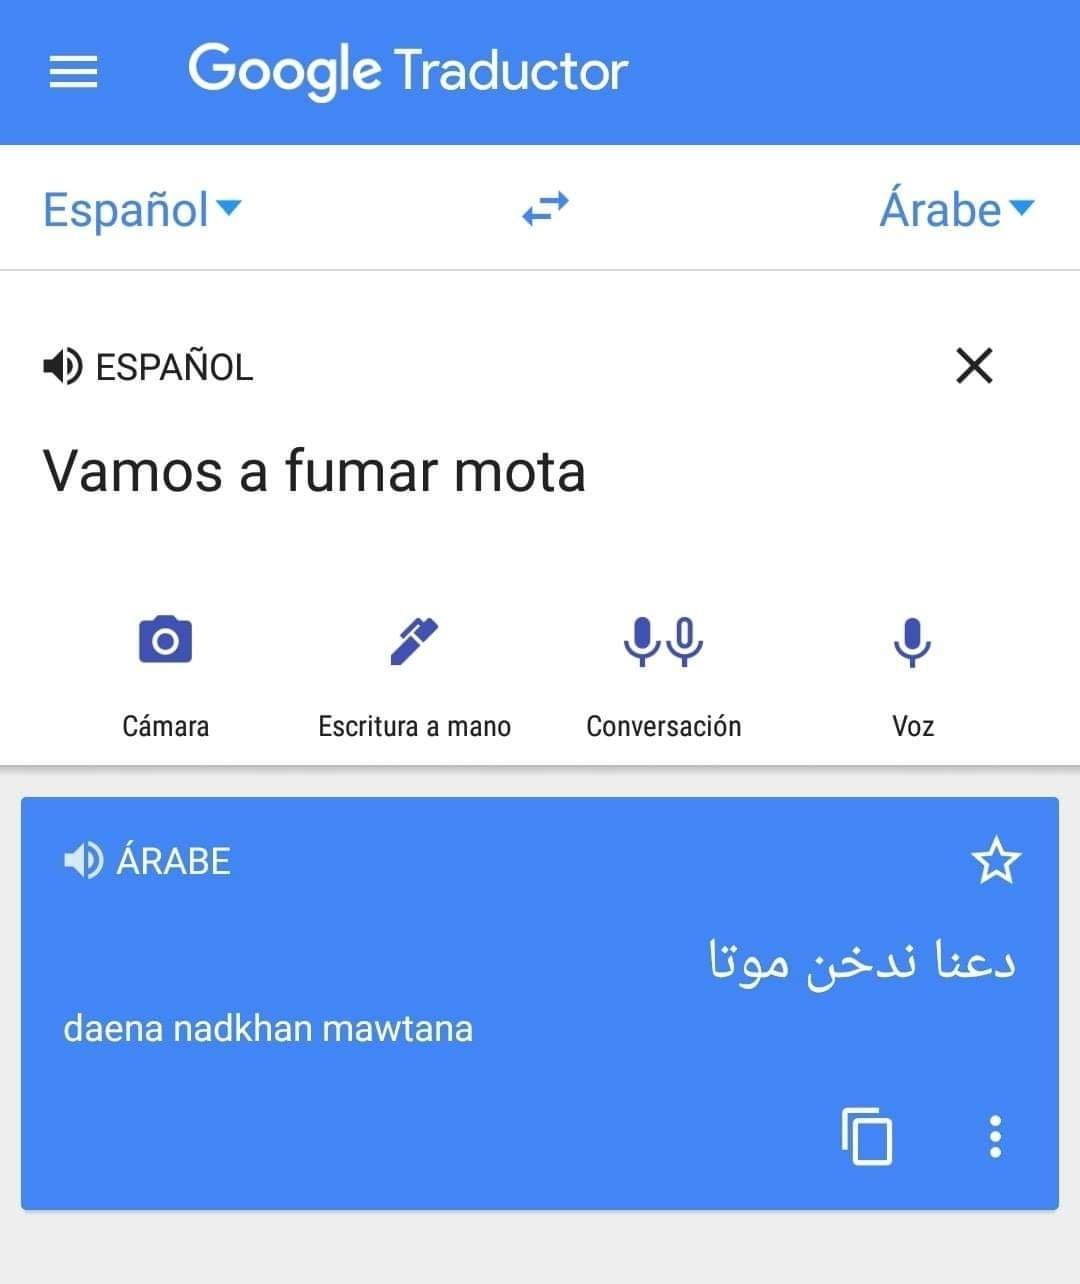 Google Traductor
Español Árabe
ESPAÑOL
Vamos a fumar mota
Cámara Escritura a mano Conversación Voz
ÁRABE
دعنا ندخن موتا
daena nadkhan mawtana